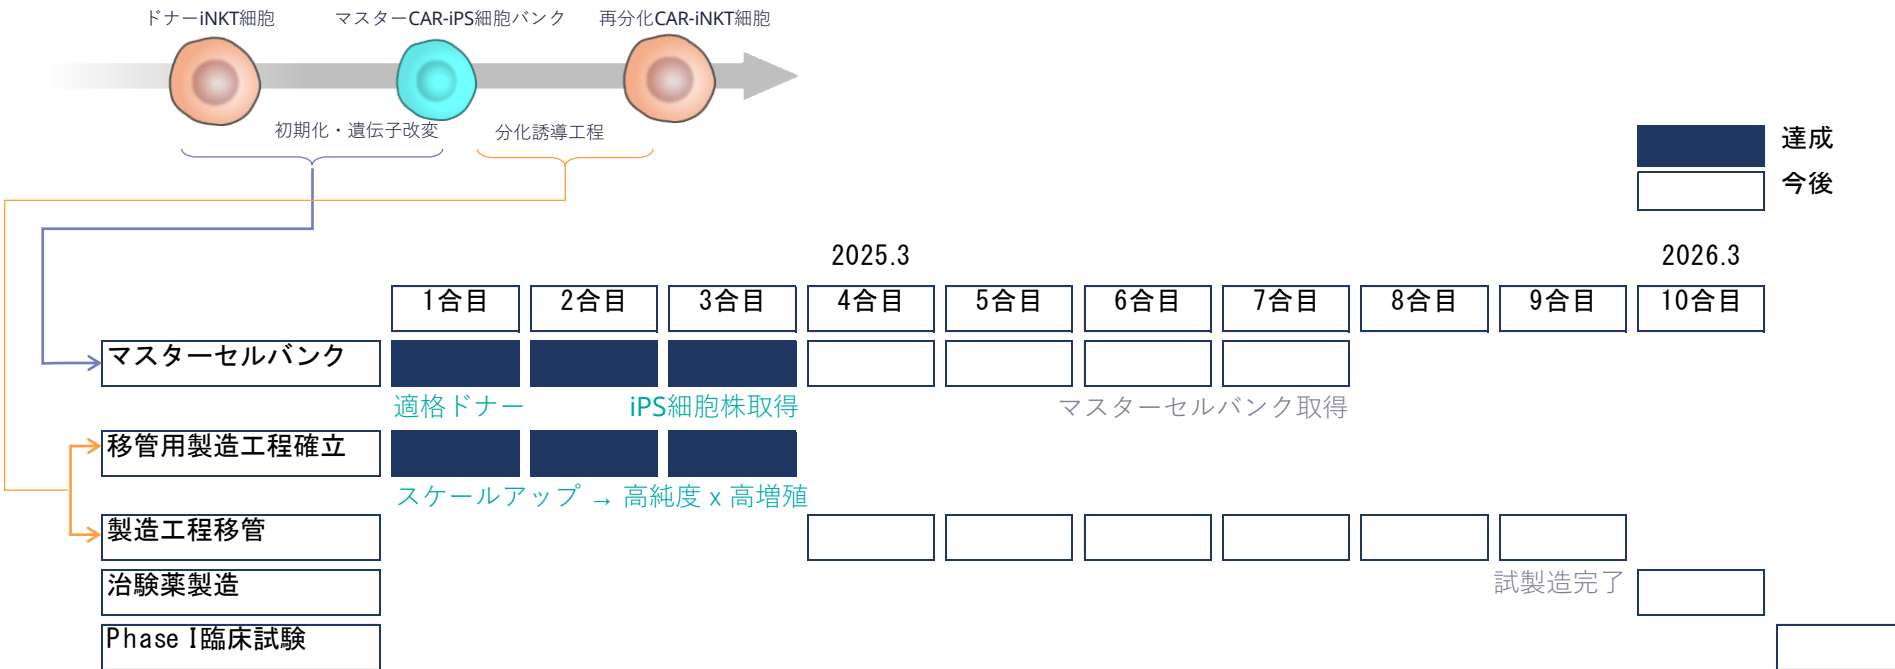 ドナーiNKT細胞 マスターCAR-iPS細胞バンク 再分化CAR-iNKT細胞
初期化・遺伝子改変 分化誘導工程
達成
今後
2025.3 2026.3
1合目 2合目 3合目 4合目 5合目 6合目 7合目 8合目 9合目 10合目
マスターセルバンク
適格ドナー iPS細胞株取得 マスターセルバンク取得
移管用製造工程確立
スケールアップ → 高純度 x 高増殖
製造工程移管
試製造完了
治験薬製造
Phase I臨床試験